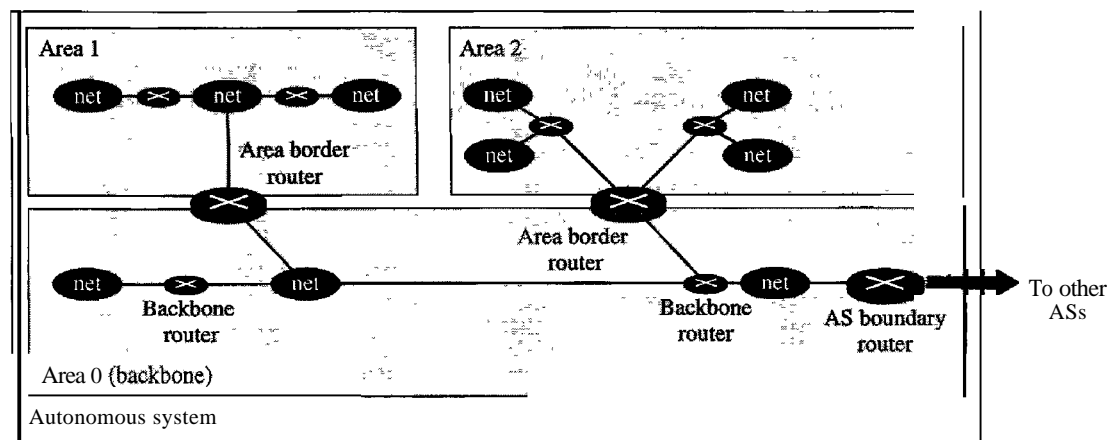 Area 1
Area 2
net
net
net
net
net
net
net
Area border
router
Area border
router
net
net
net
Backbone
router
Backbone
router
AS boundary
router
To other
ASs
Area 0 (backbone)
Autonomous system